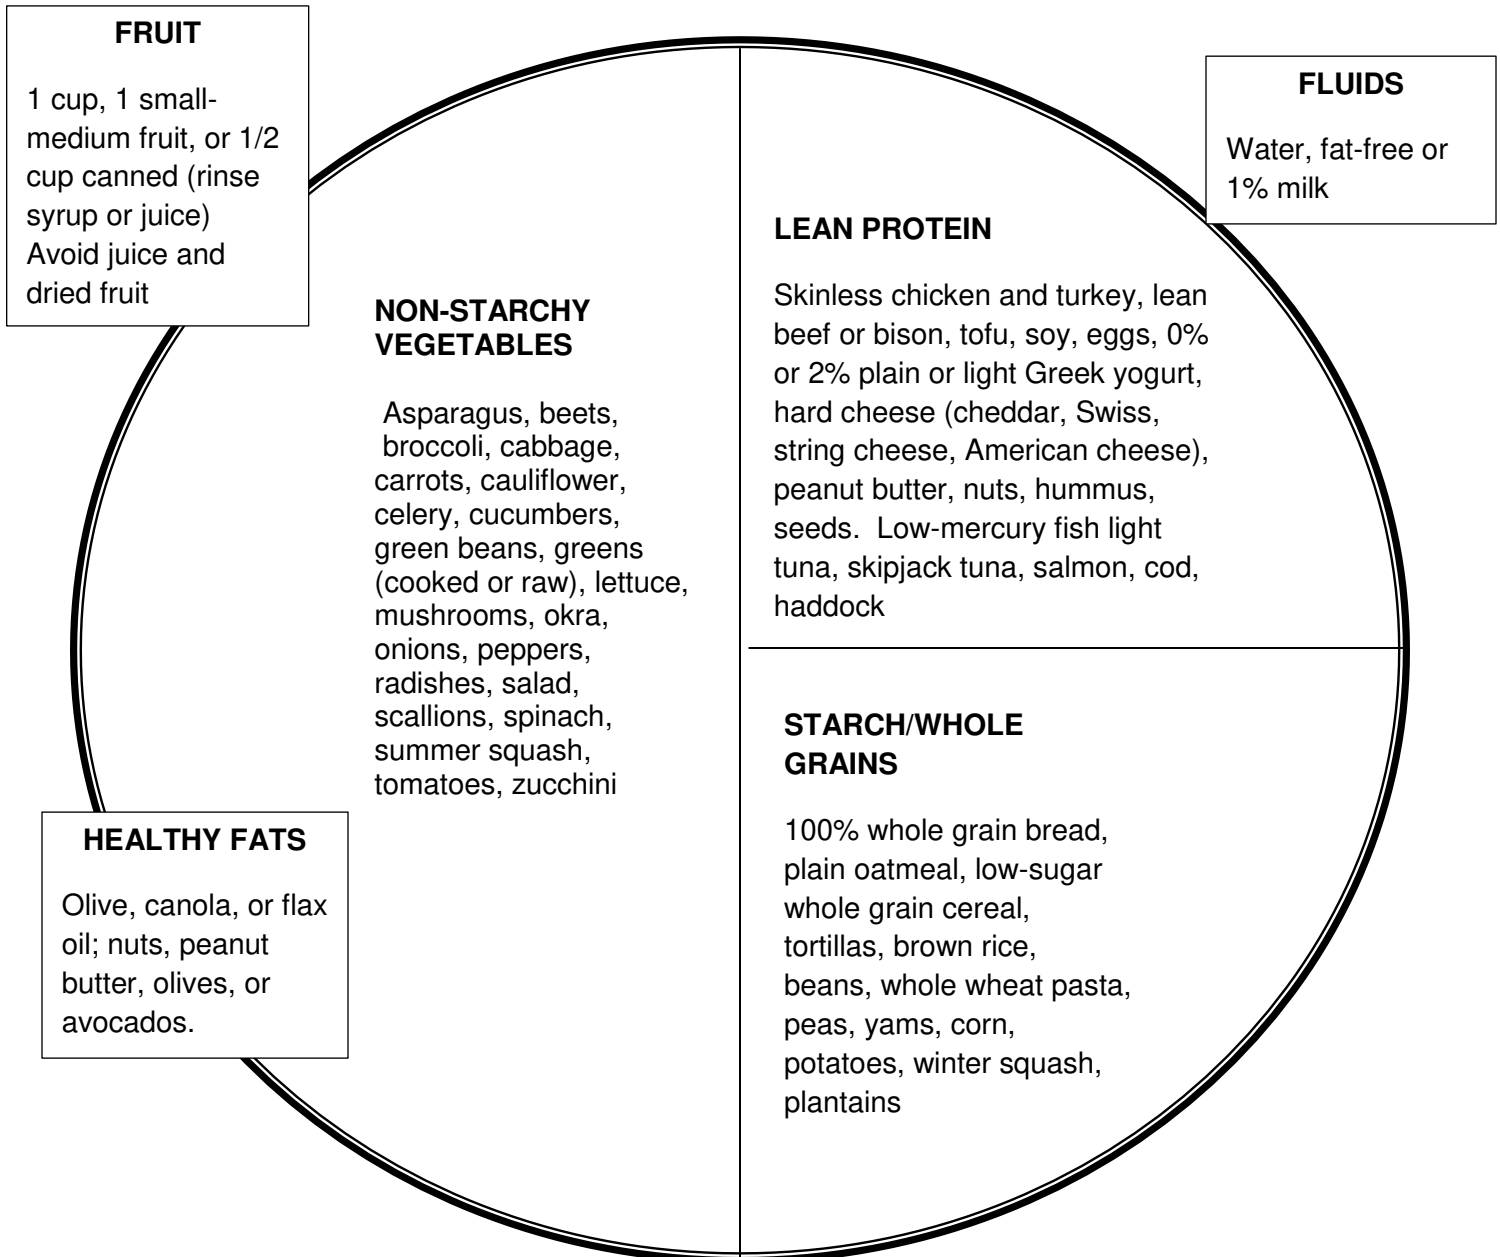 FRUIT
1 cup, 1 small-
medium fruit, or 1/2
cup canned (rinse
syrup or juice)
Avoid juice and
dried fruit
FLUIDS
Water, fat-free or
1% milk
NON-STARCHY
VEGETABLES
Asparagus, beets,
broccoli, cabbage,
carrots, cauliflower,
celery, cucumbers,
green beans, greens
(cooked or raw), lettuce,
mushrooms, okra,
onions, peppers,
radishes, salad,
scallions, spinach,
summer squash,
tomatoes, zucchini
LEAN PROTEIN
Skinless chicken and turkey, lean
beef or bison, tofu, soy, eggs, 0%
or 2% plain or light Greek yogurt,
hard cheese (cheddar, Swiss,
string cheese, American cheese),
peanut butter, nuts, hummus,
seeds.  Low-mercury fish light
tuna, skipjack tuna, salmon, cod,
haddock
STARCH/WHOLE
GRAINS
100% whole grain bread,
plain oatmeal, low-sugar
whole grain cereal,
tortillas, brown rice,
beans, whole wheat pasta,
peas, yams, corn,
potatoes, winter squash,
plantains
HEALTHY FATS
Olive, canola, or flax
oil; nuts, peanut
butter, olives, or
avocados.